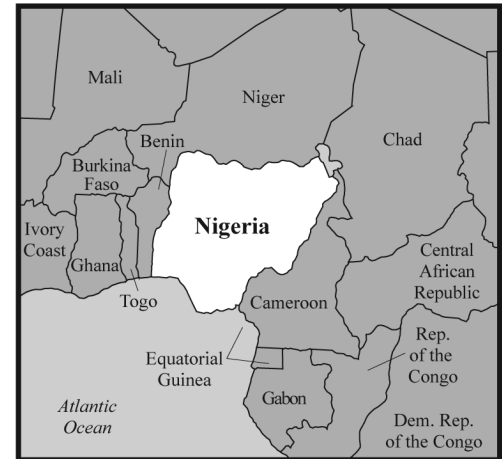 Mali
Niger
Chad
Benin
Burkina
Faso
Nigeria
Ivory
Coast
Ghana
Togo
Central
African
Republic
Cameroon
Equatorial
Guinea
Rep.
of the
Congo
Gabon
Atlantic
Ocean
Dem. Rep.
of the Congo